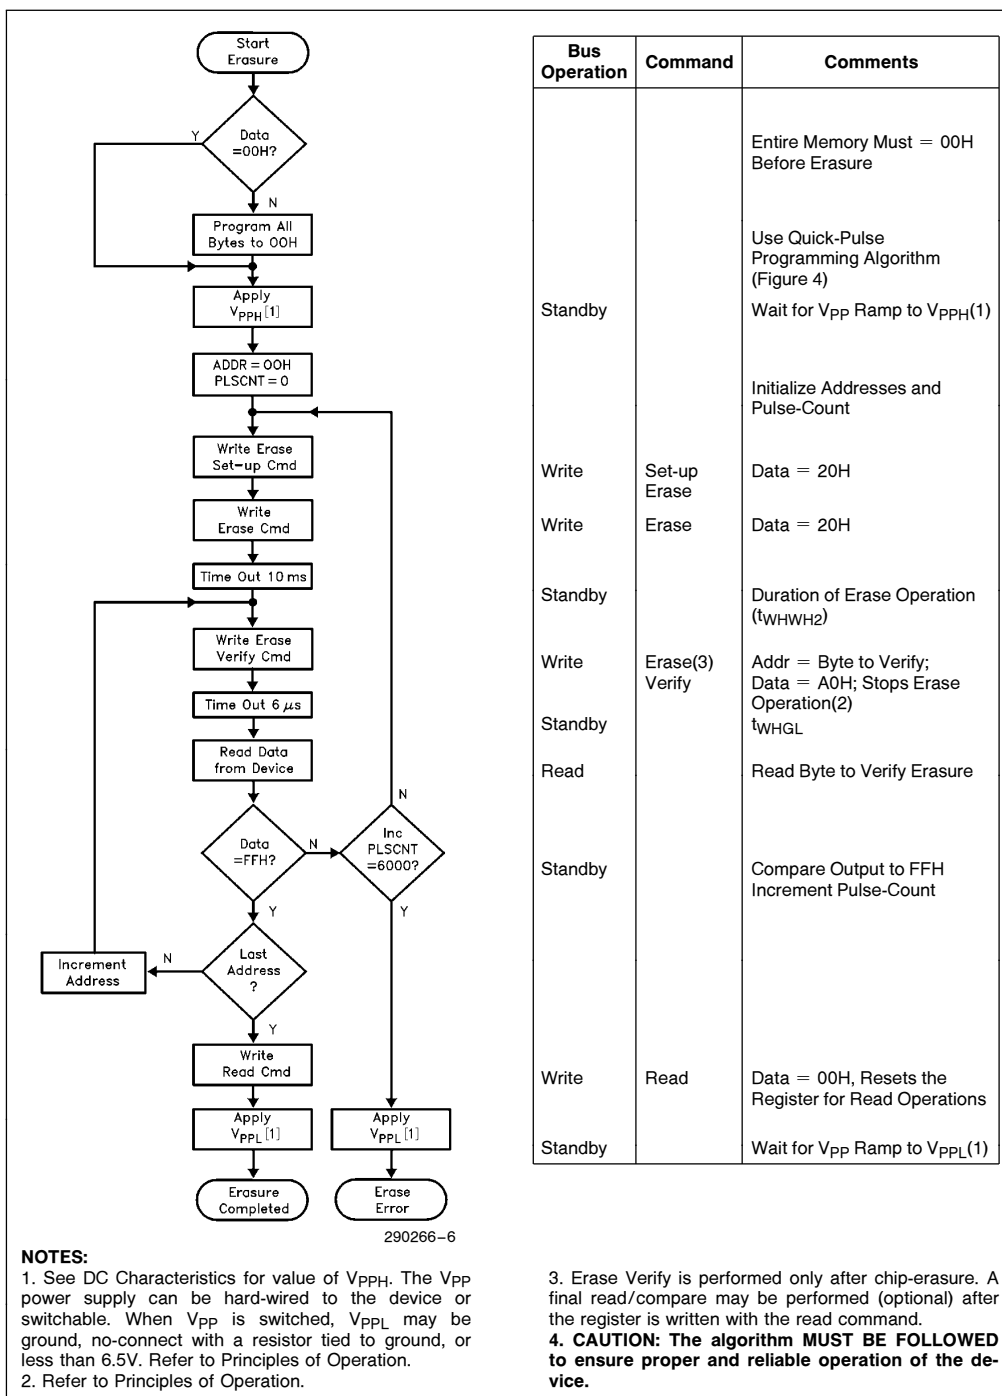 Start
Erasure
Data
=00H?
Y
N
Program All
Bytes to 00H
Apply
VPPH [1]
ADDR = 00H
PLSCNT = 0
Write Erase
Set-up Cmd
Write
Erase Cmd
Time Out 10 ms
Write Erase
Verify Cmd
Time Out 6 μs
Read Data
from Device
Data
=FFH?
N
Y
Inc
PLSCNT
=6000?
N
Y
Last
Address
?
N
Y
Increment
Address
Write
Read Cmd
Apply
VPPL [1]
Apply
VPPL [1]
Erasure
Completed
Erase
Error
290266–6
Bus
Operation
Command
Comments
Entire Memory Must = 00H
Before Erasure
Use Quick-Pulse
Programming Algorithm
(Figure 4)
Standby
Wait for VPP Ramp to VPPH(1)
Initialize Addresses and
Pulse-Count
Write
Set-up
Erase
Data = 20H
Write
Erase
Data = 20H
Standby
Duration of Erase Operation
(tWHWH2)
Write
Erase(3)
Verify
Addr = Byte to Verify;
Data = A0H; Stops Erase
Operation(2)
Standby
tWHGL
Read
Read Byte to Verify Erasure
Standby
Compare Output to FFH
Increment Pulse-Count
Write
Read
Data = 00H, Resets the
Register for Read Operations
Standby
Wait for VPP Ramp to VPPL(1)
NOTES:
1. See DC Characteristics for value of VPPH. The VPP
power supply can be hard-wired to the device or
switchable. When VPP is switched, VPPL may be
ground, no-connect with a resistor tied to ground, or
less than 6.5V. Refer to Principles of Operation.
2. Refer to Principles of Operation.
3. Erase Verify is performed only after chip-erasure. A
final read/compare may be performed (optional) after
the register is written with the read command.
4. CAUTION: The algorithm MUST BE FOLLOWED
to ensure proper and reliable operation of the de-
vice.